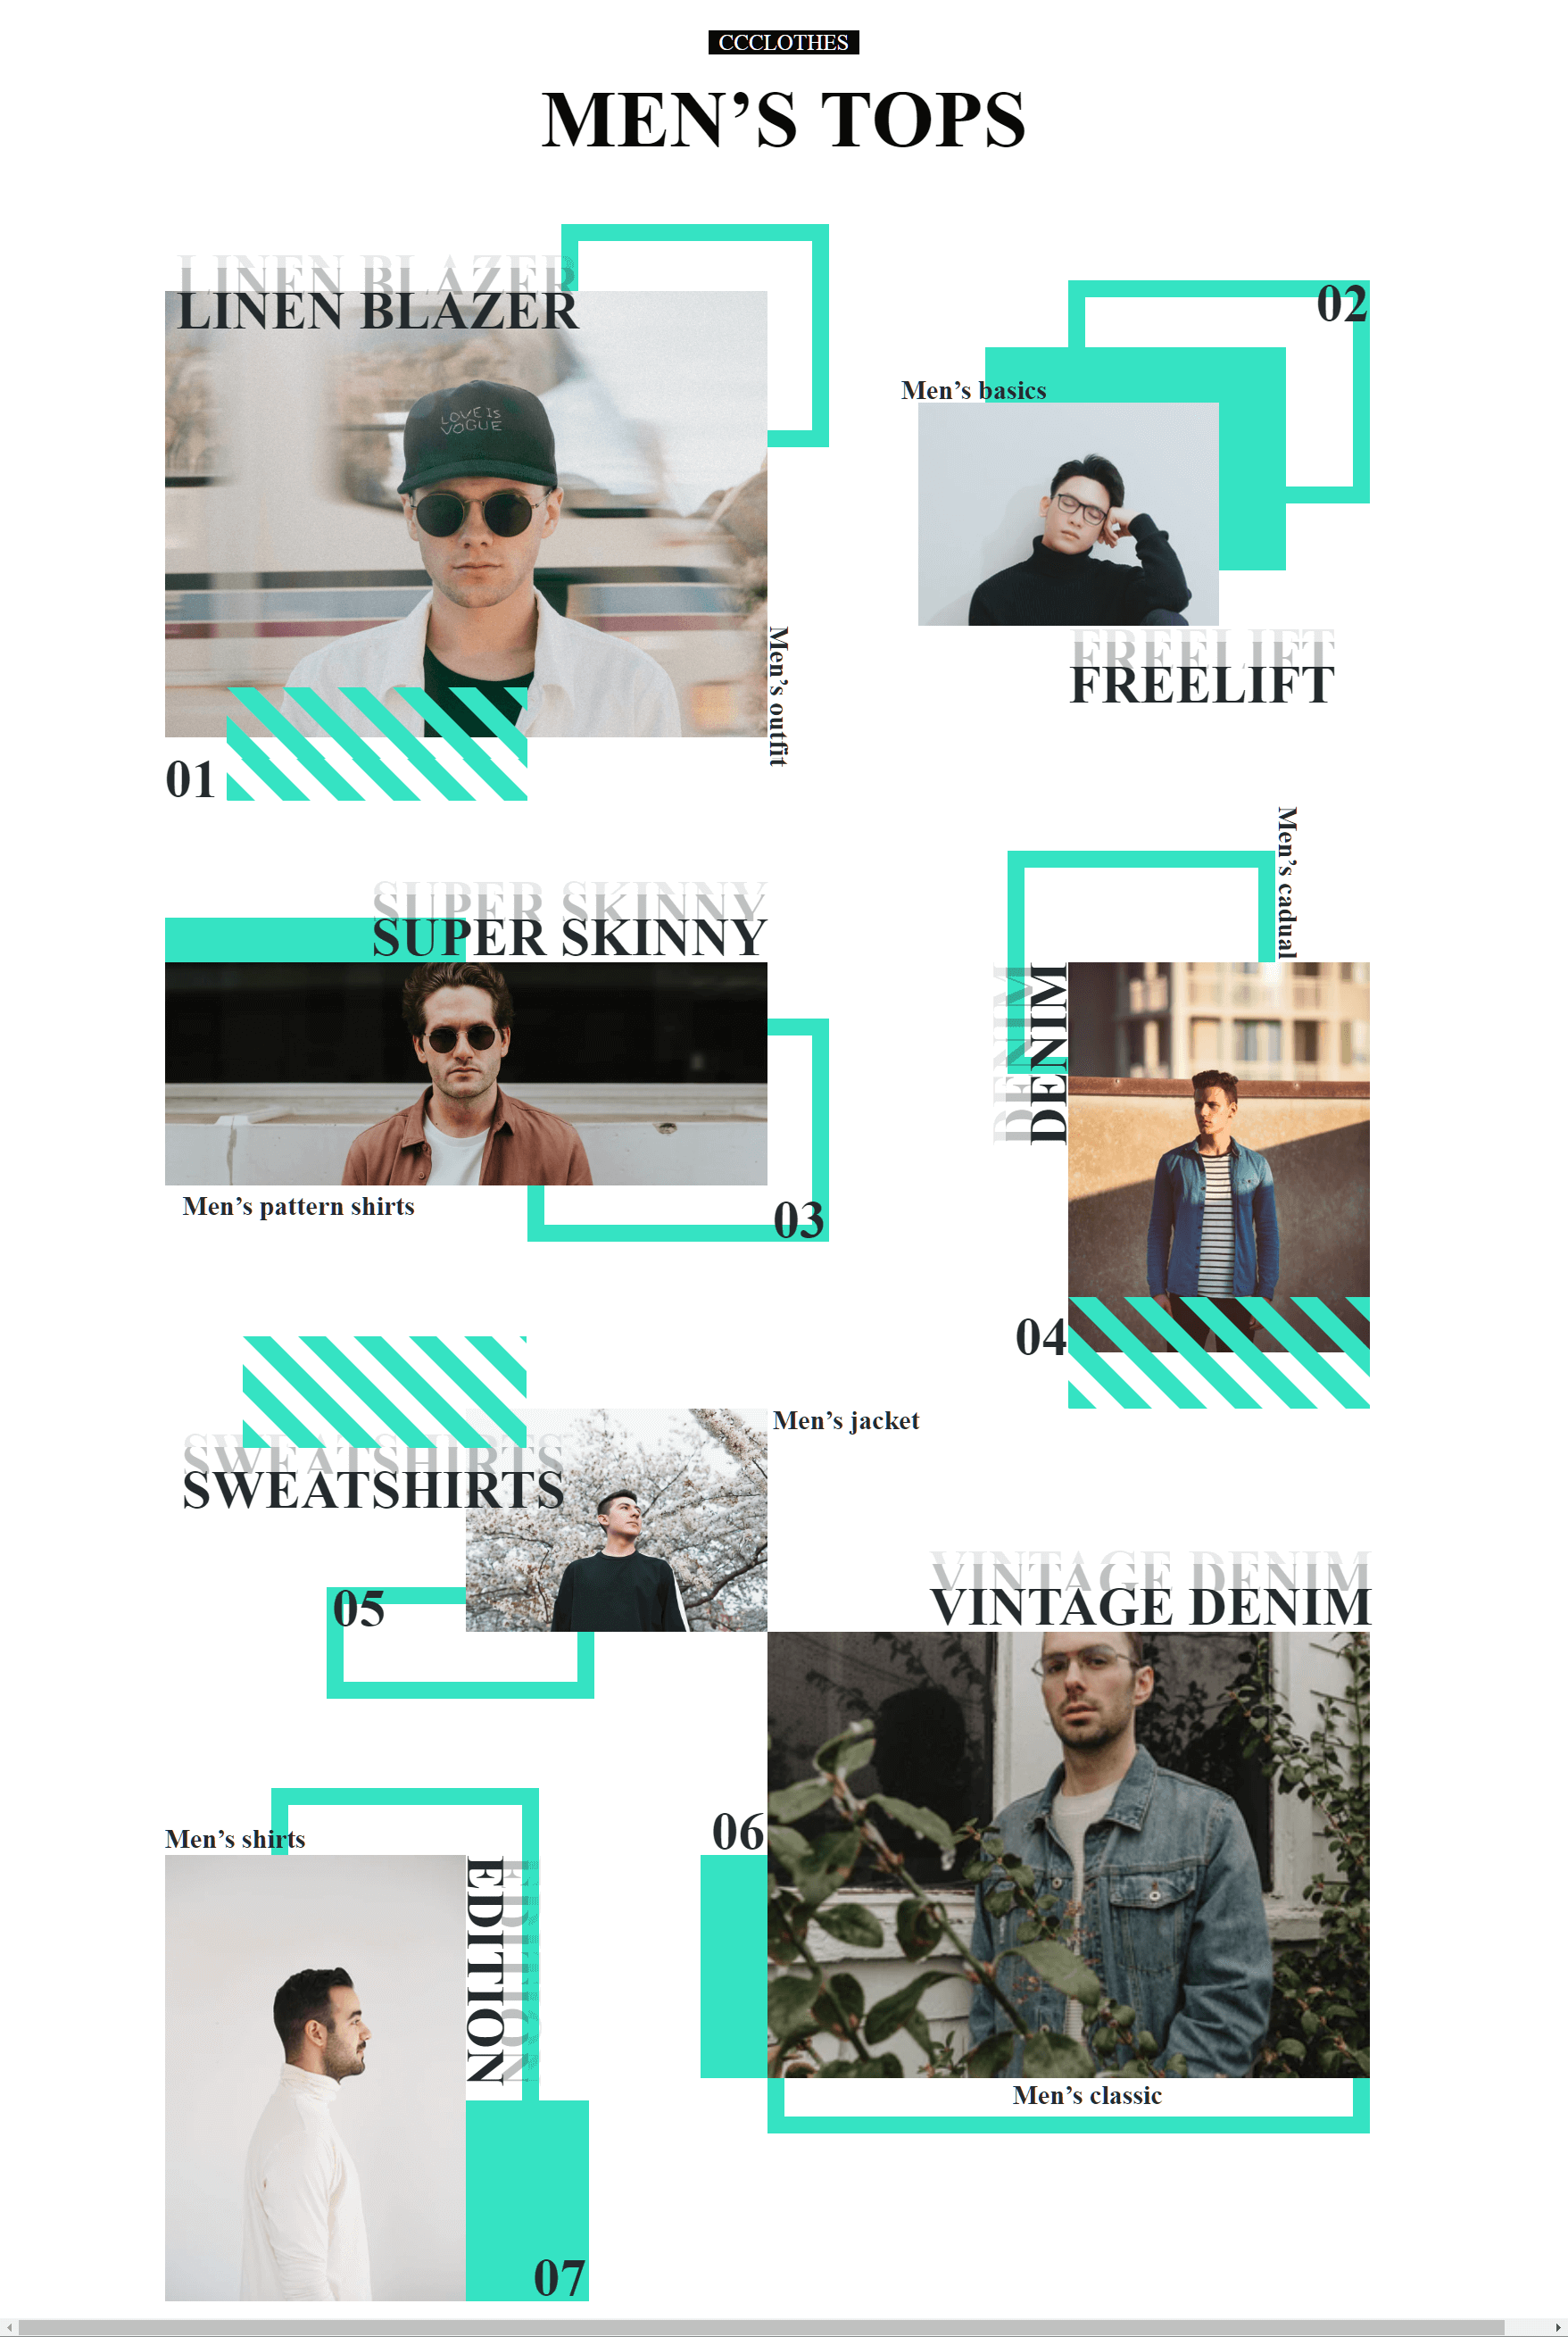 CCCLOTHES
MEN’S TOPS
LINEN BLAZER
LINEN BLAZER
LOVE IS
VOGUE
Men’s outfit
01
02
Men’s basics
FREELIFT
FREELIFT
SUPER SKINNY
SUPER SKINNY
Men’s pattern shirts
03
Men’s cadual
DENIM
DENIM
04
SWEATSHIRTS
SWEATSHIRTS
Men’s jacket
05
VINTAGE DENIM
VINTAGE DENIM
06
Men’s classic
Men’s shirts
EDITION
EDITION
07